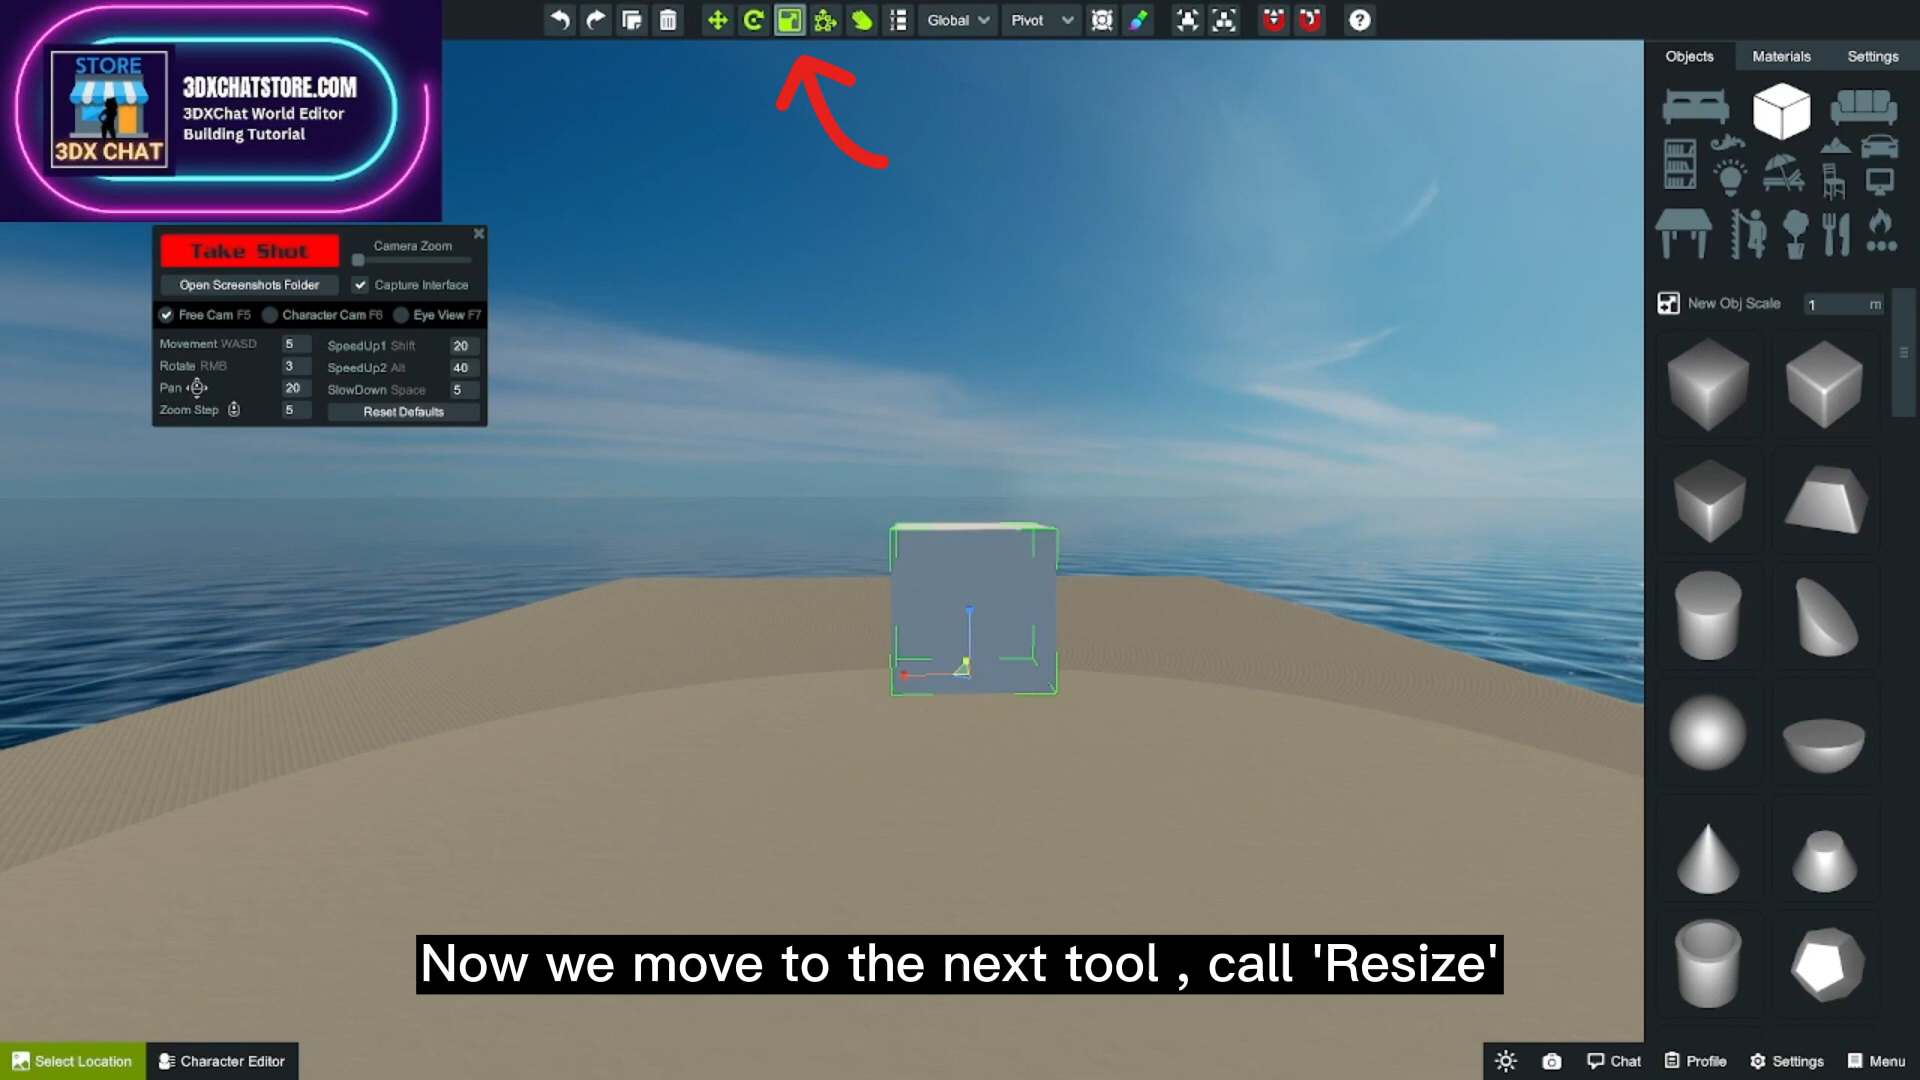 STORE
3DX CHAT
3DXCHATSTORE.COM
3DXChat World Editor
Building Tutorial
Global
Pivot
?
Objects
Materials
Settings
Take Shot
Camera Zoom
Open Screenshots Folder
Capture Interface
Free Cam F5
Character Cam F6
Eye View F7
Movement WASD 5
SpeedUp1 Shift 20
Rotate RMB 3
SpeedUp2 Alt 40
Pan 20
SlowDown Space 5
Zoom Step 5
Reset Defaults
New Obj Scale 1 m
Now we move to the next tool , call 'Resize'
Select Location
Character Editor
Chat
Profile
Settings
Menu